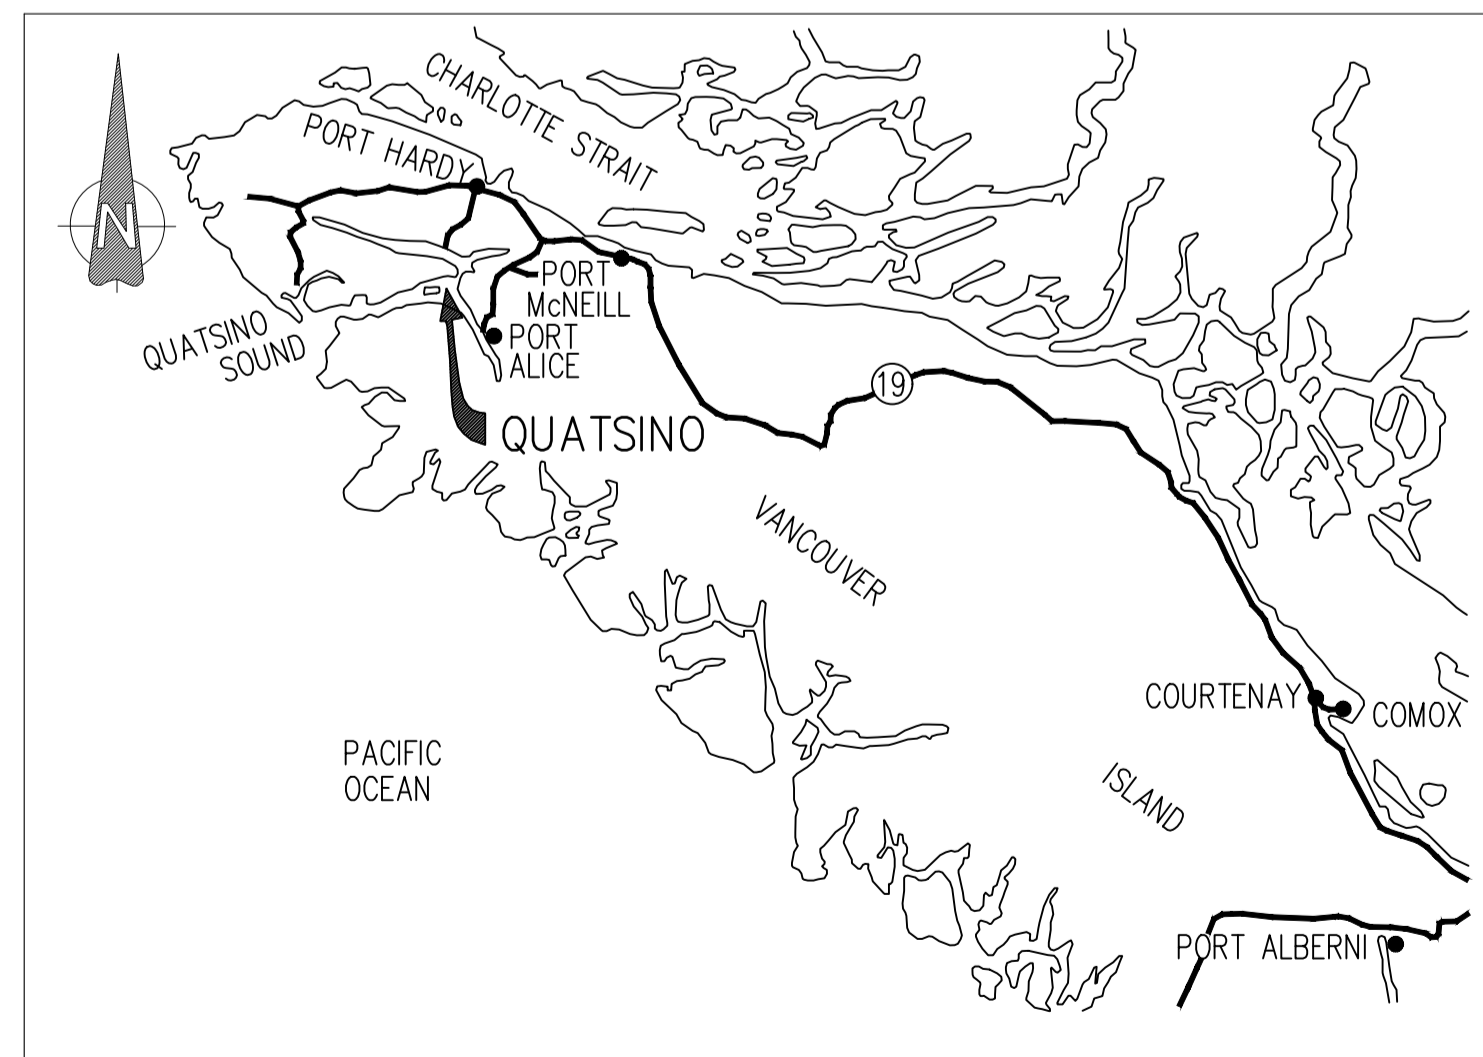 CHARLOTTE STRAIT
PORT HARDY
N
PORT
McNEILL
QUATSINO
SOUND
PORT
ALICE
19
QUATSINO
VANCOUVER
COURTENAY
COMOX
PACIFIC
OCEAN
ISLAND
PORT ALBERNI